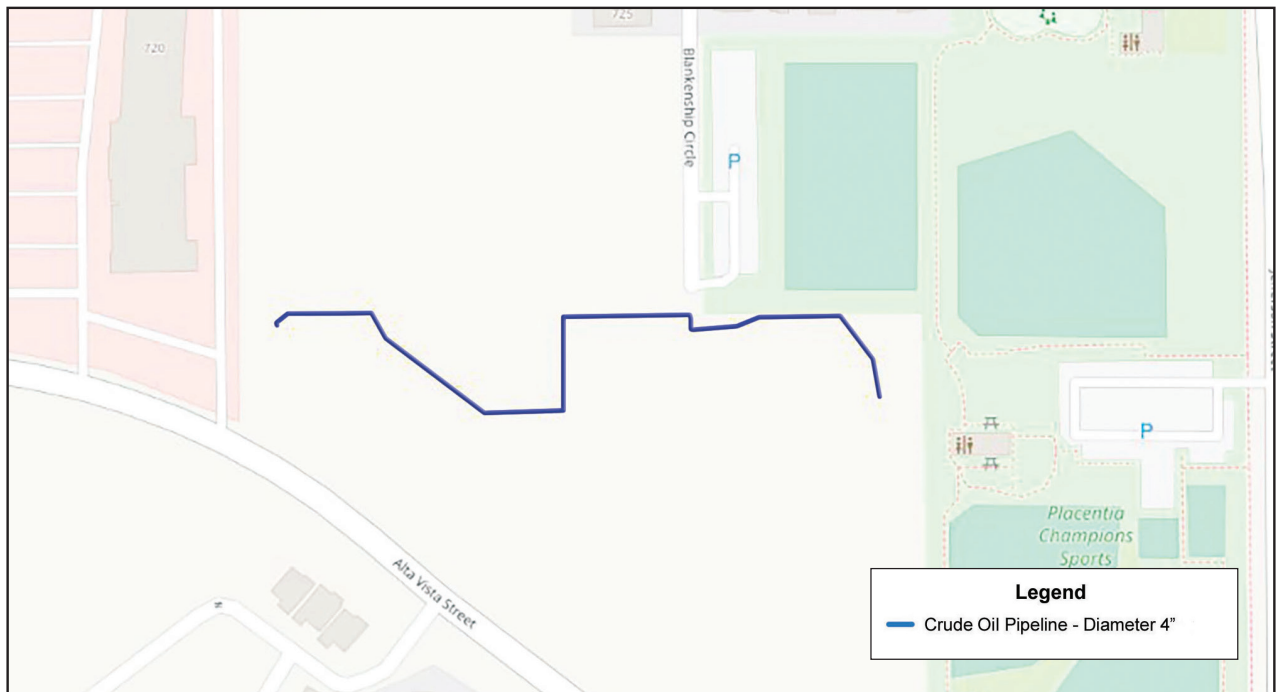 725
720
Blankenship Circle
P
P
Placentia
Champions
Sports
Alta Vista Street
Legend
Crude Oil Pipeline - Diameter 4”